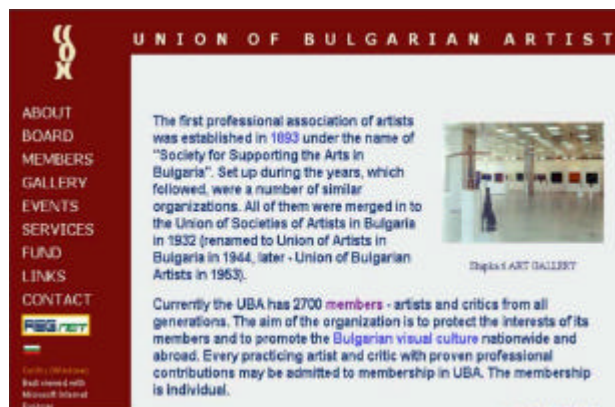 UNION OF BULGARIAN ARTIST
ABOUT
BOARD
MEMBERS
GALLERY
EVENTS
SERVICES
FUND
LINKS
CONTACT
The first professional association of artists
was established in 1893 under the name of
"Society for Supporting the Arts in
Bulgaria". Set up during the years, which
followed, were a number of similar
organizations. All of them were merged in to
the Union of Societies of Artists in Bulgaria
in 1932 (renamed to Union of Artists in
Bulgaria in 1944, later - Union of Bulgarian
Artists in 1953).
ART GALLERY
Currently the UBA has 2700 members - artists and critics from all
generations. The aim of the organization is to protect the interests of its
members and to promote the Bulgarian visual culture nationwide and
abroad. Every practicing artist and critic with proven professional
contributions may be admitted to membership in UBA. The membership
is individual.
(Windows)
Best viewed with
Microsoft Internet